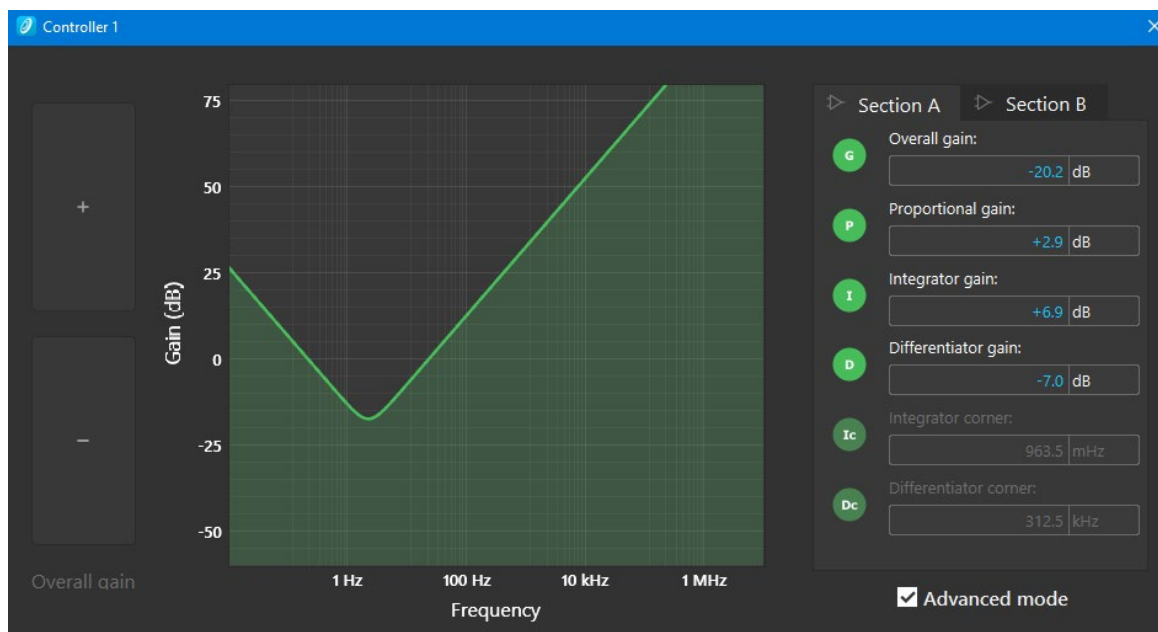 Controller 1
+
−
Overall gain
75
50
25
0
-25
-50
Gain (dB)
1 Hz 100 Hz 10 kHz 1 MHz
Frequency
Section A Section B
G Overall gain:
-20.2 dB
P Proportional gain:
+2.9 dB
I Integrator gain:
+6.9 dB
D Differentiator gain:
-7.0 dB
Ic Integrator corner:
963.5 mHz
Dc Differentiator corner:
312.5 kHz
Advanced mode